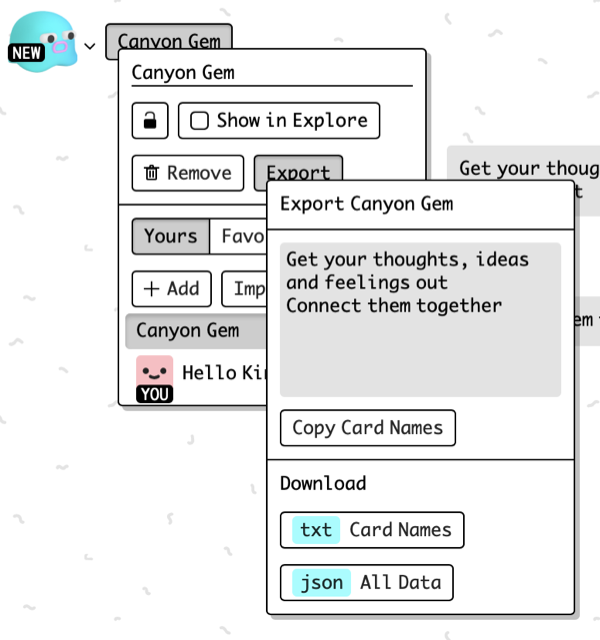 NEW
Canyon Gem
Canyon Gem
Show in Explore
Remove
Export
Get your thoug
t
Export Canyon Gem
Yours
Favo
Get your thoughts, ideas
and feelings out
Connect them together
+ Add
Imp
em
Canyon Gem
Hello Kin
YOU
Copy Card Names
Download
txt Card Names
json All Data